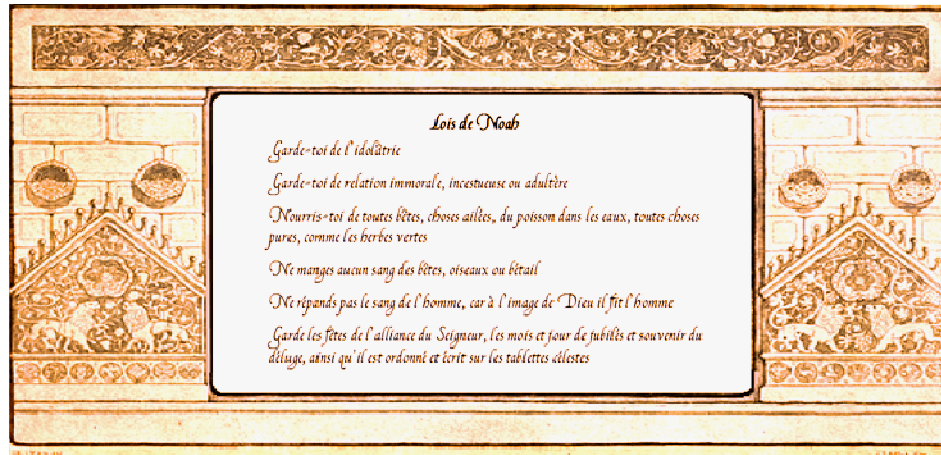 Lois de Noah
Garde-toi de l'idolâtrie
Garde-toi de relation immorale, incestueuse ou adultère
Nourris-toi de toutes bêtes, choses ailées, du poisson dans les eaux, toutes choses
pures, comme les herbes vertes
Ne manges aucun sang des bêtes, oiseaux ou bétail
Ne répands pas le sang de l'homme, car à l'image de Dieu il fit l'homme
Garde les fêtes de l'alliance du Seigneur, les mois et jour de jubilés et souvenir du
déluge, ainsi qu'il est ordonné et écrit sur les tablettes célestes